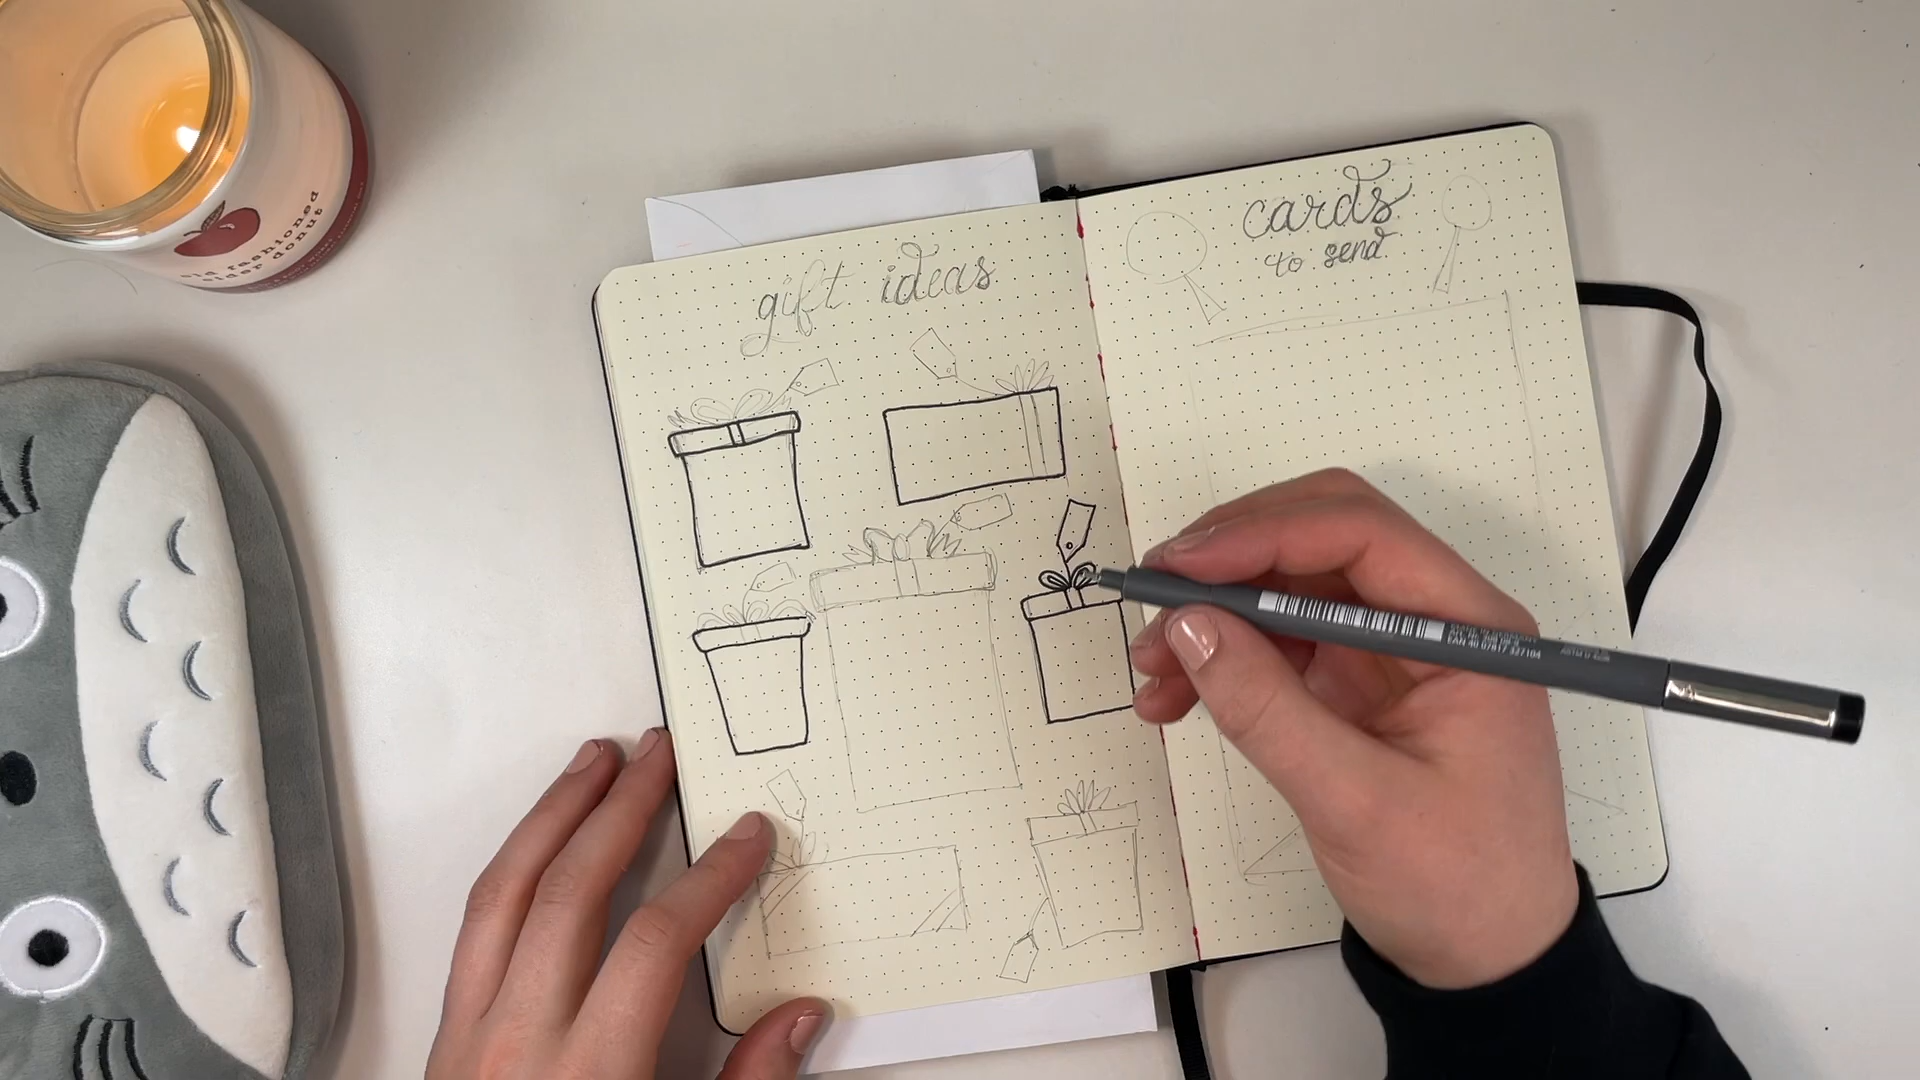 old fashioned
cider donut
gift ideas
cards
to send